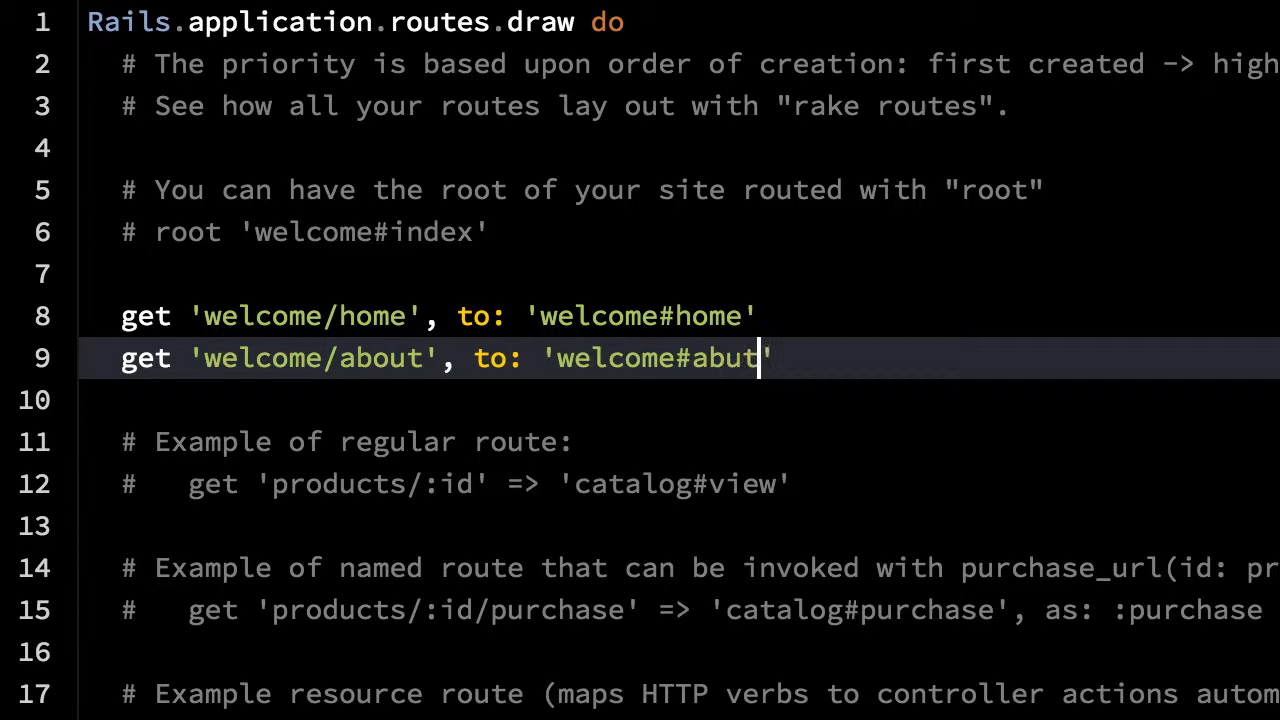 1 Rails.application.routes.draw do
2 # The priority is based upon order of creation: first created -> high
3 # See how all your routes lay out with "rake routes".
4
5 # You can have the root of your site routed with "root"
6 # root 'welcome#index'
7
8 get 'welcome/home', to: 'welcome#home'
9 get 'welcome/about', to: 'welcome#abut'
10
11 # Example of regular route:
12 #   get 'products/:id' => 'catalog#view'
13
14 # Example of named route that can be invoked with purchase_url(id: pr
15 #   get 'products/:id/purchase' => 'catalog#purchase', as: :purchase
16
17 # Example resource route (maps HTTP verbs to controller actions autom